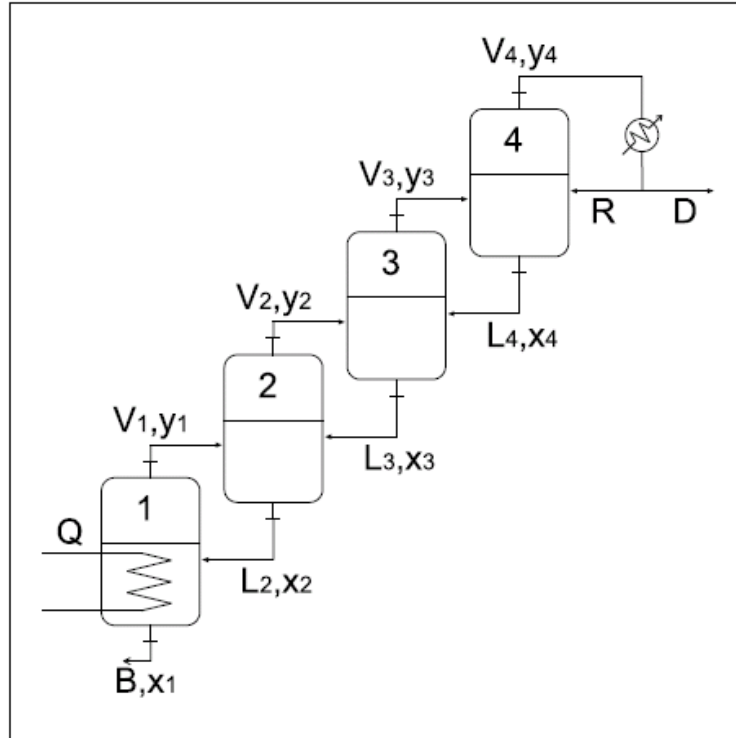 V4,y4
4
V3,y3
R D
3
V2,y2
L4,x4
2
V1,y1
L3,x3
1
Q
L2,x2
B,x1